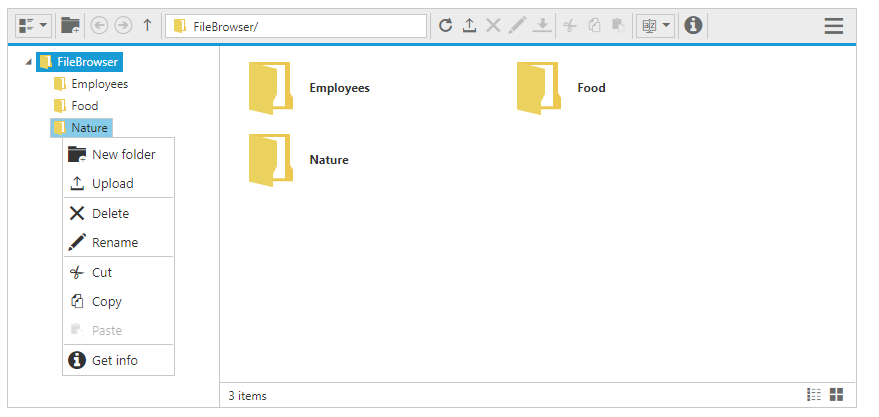 FileBrowser/
FileBrowser
Employees
Food
Nature
New folder
Upload
Delete
Rename
Cut
Copy
Paste
Get info
Employees
Food
Nature
3 items